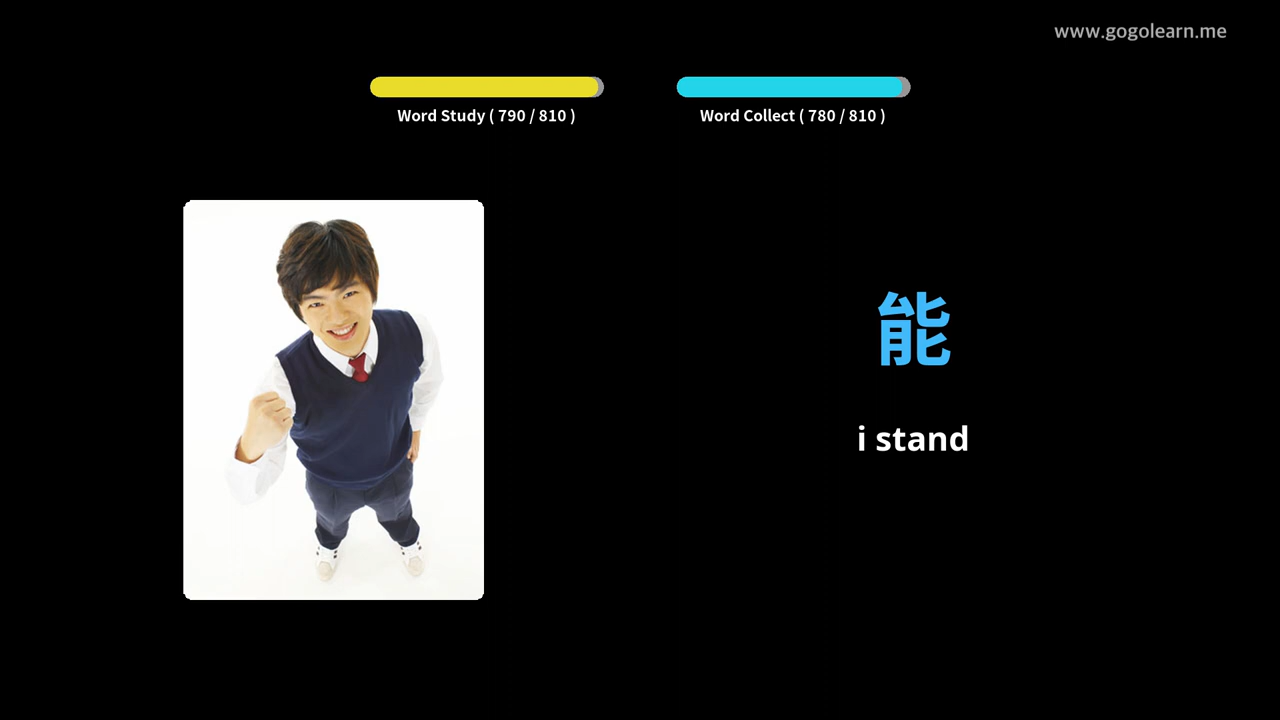 www.gogolearn.me
Word Study ( 790 / 810 )
Word Collect ( 780 / 810 )
能
i stand